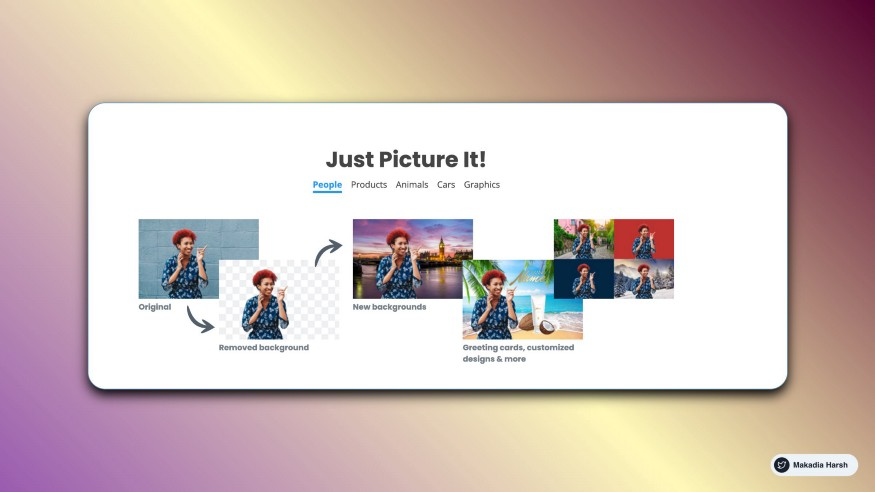 Just Picture It!
People Products Animals Cars Graphics
Original
Removed background
New backgrounds
Greeting cards, customized
designs & more
Makadia Harsh